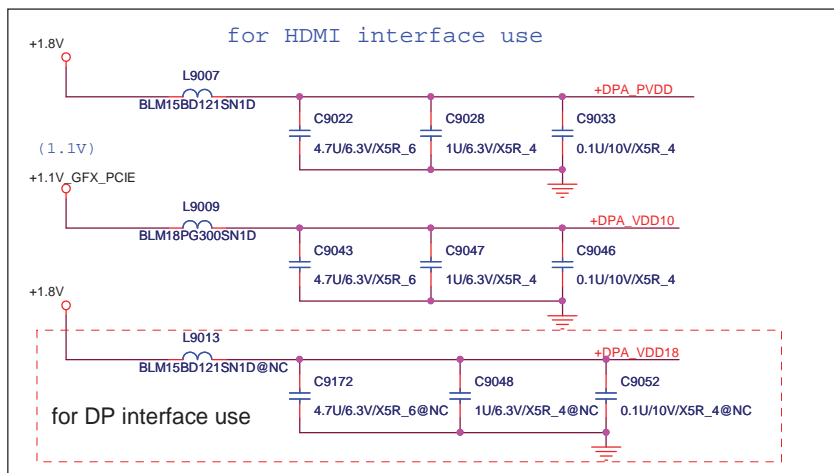 for HDMI interface use
+1.8V
L9007
BLM15BD121SN1D
+DPA_PVDD
C9022
C9028
C9033
4.7U/6.3V/X5R_6
1U/6.3V/X5R_4
0.1U/10V/X5R_4
(1.1V)
+1.1V_GFX_PCIE
L9009
BLM18PG300SN1D
+DPA_VDD10
C9043
C9047
C9046
4.7U/6.3V/X5R_6
1U/6.3V/X5R_4
0.1U/10V/X5R_4
+1.8V
L9013
BLM15BD121SN1D@NC
+DPA_VDD18
C9172
C9048
C9052
4.7U/6.3V/X5R_6@NC
1U/6.3V/X5R_4@NC
0.1U/10V/X5R_4@NC
for DP interface use